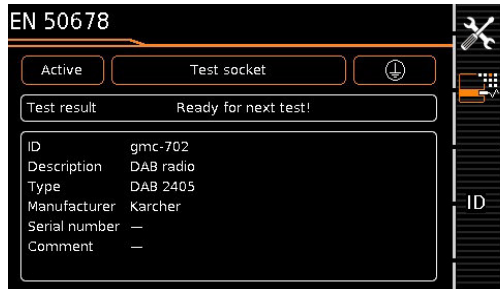 EN 50678
Active Test socket
Test result Ready for next test!
ID gmc-702
Description DAB radio
Type DAB 2405
Manufacturer Karcher
Serial number —
Comment —
ID